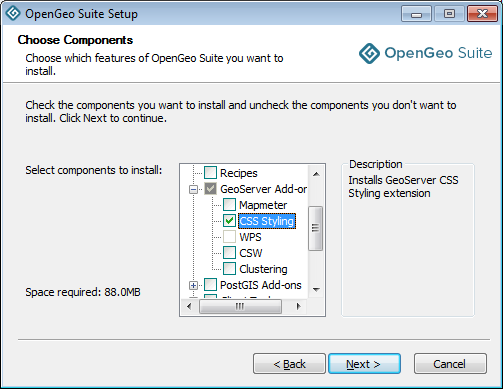 OpenGeo Suite Setup
Choose Components
Choose which features of OpenGeo Suite you want to
install.
OpenGeo Suite
Check the components you want to install and uncheck the components you don't want to
install. Click Next to continue.
Select components to install:
Recipes
GeoServer Add-or
Mapmeter
CSS Styling
WPS
CSW
Clustering
PostGIS Add-ons
Space required: 88.0MB
Description
Installs GeoServer CSS
Styling extension
< Back
Next >
Cancel